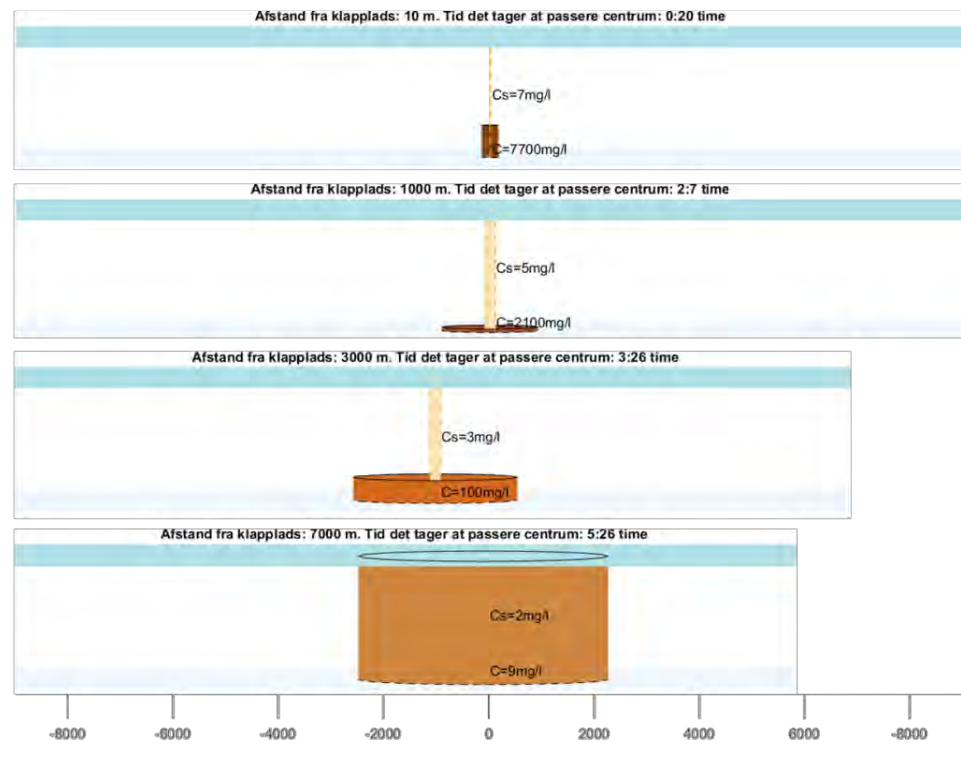 Afstand fra klapplads: 10 m. Tid det tager at passere centrum: 0:20 time
Cs=7mg/l
C=7700mg/l
Afstand fra klapplads: 1000 m. Tid det tager at passere centrum: 2:7 time
Cs=5mg/l
C=2100mg/l
Afstand fra klapplads: 3000 m. Tid det tager at passere centrum: 3:26 time
Cs=3mg/l
C=100mg/l
Afstand fra klapplads: 7000 m. Tid det tager at passere centrum: 5:26 time
Cs=2mg/l
C=9mg/l
-8000 -6000 -4000 -2000 0 2000 4000 6000 -8000